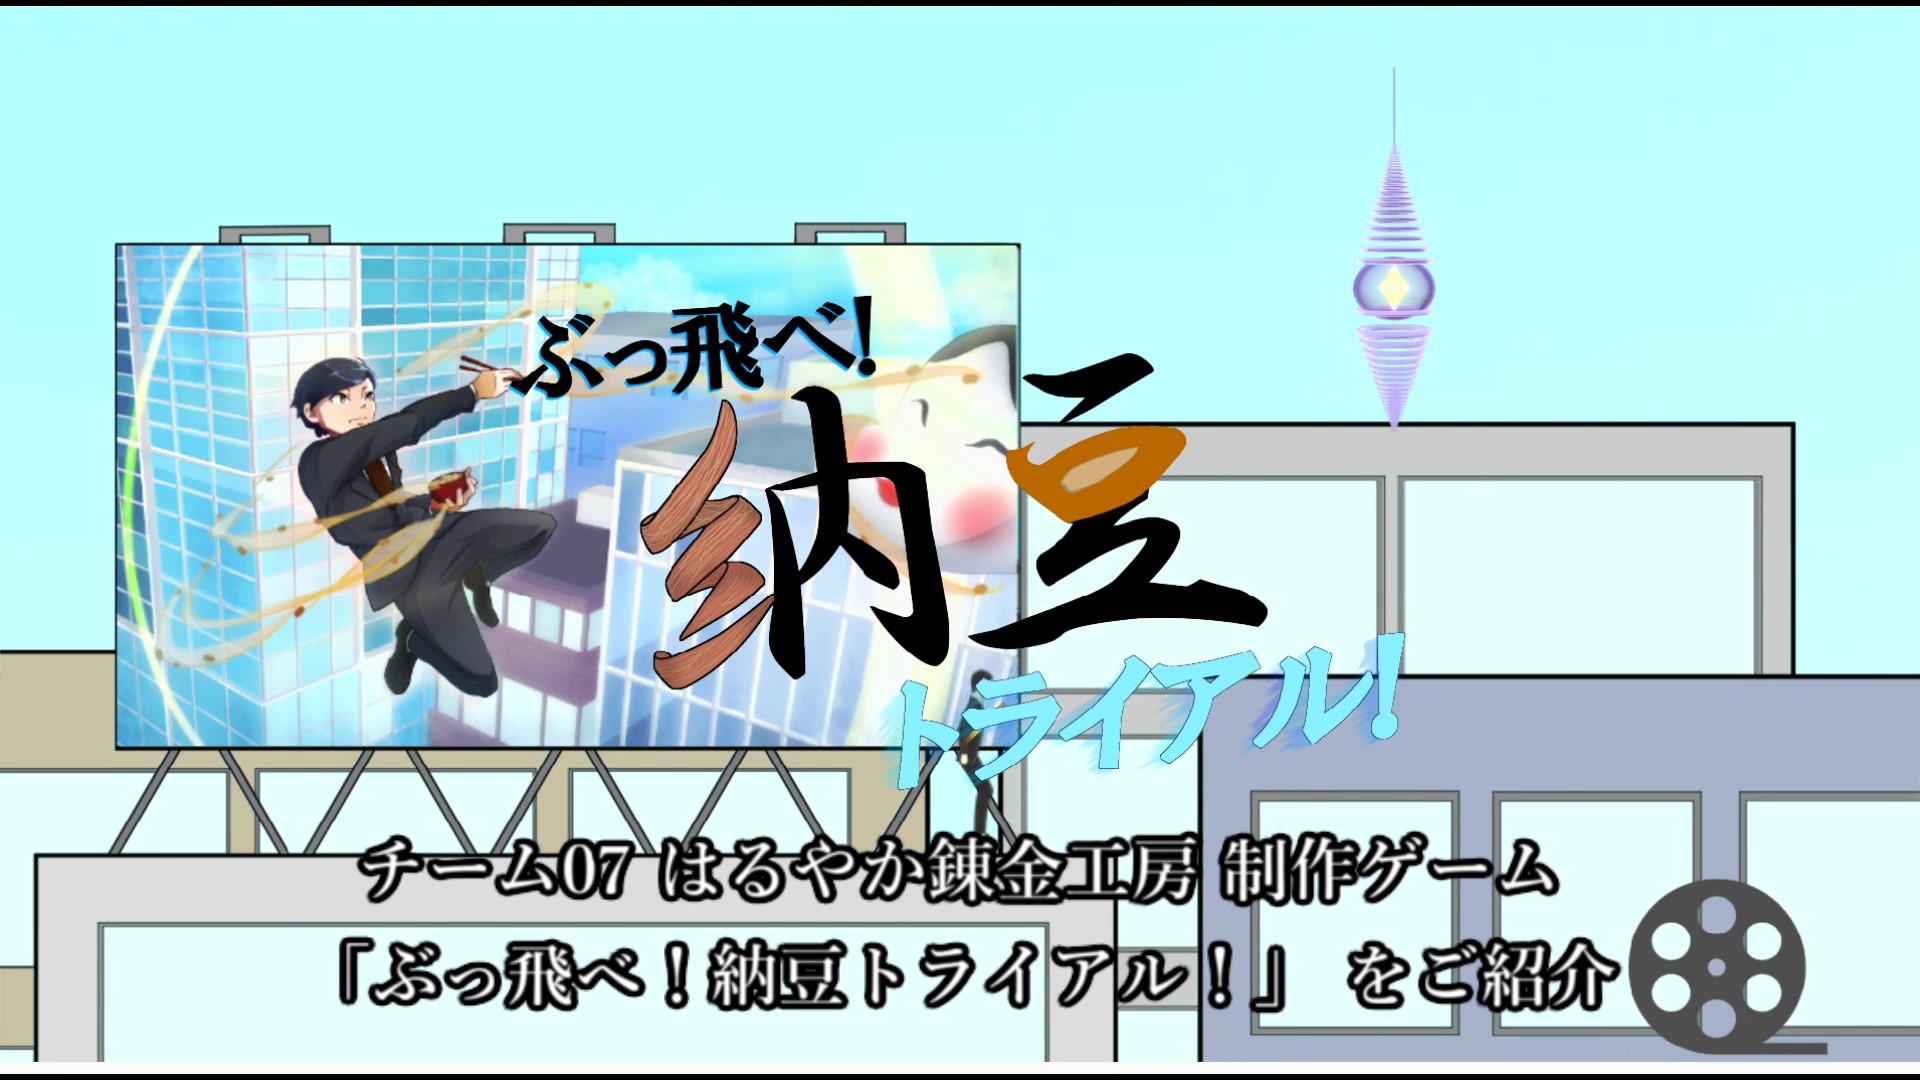 ぶっ飛べ!
納豆
トライアル!
チーム07 はるやか錬金工房 制作ゲーム
「ぶっ飛べ！納豆トライアル！」 をご紹介